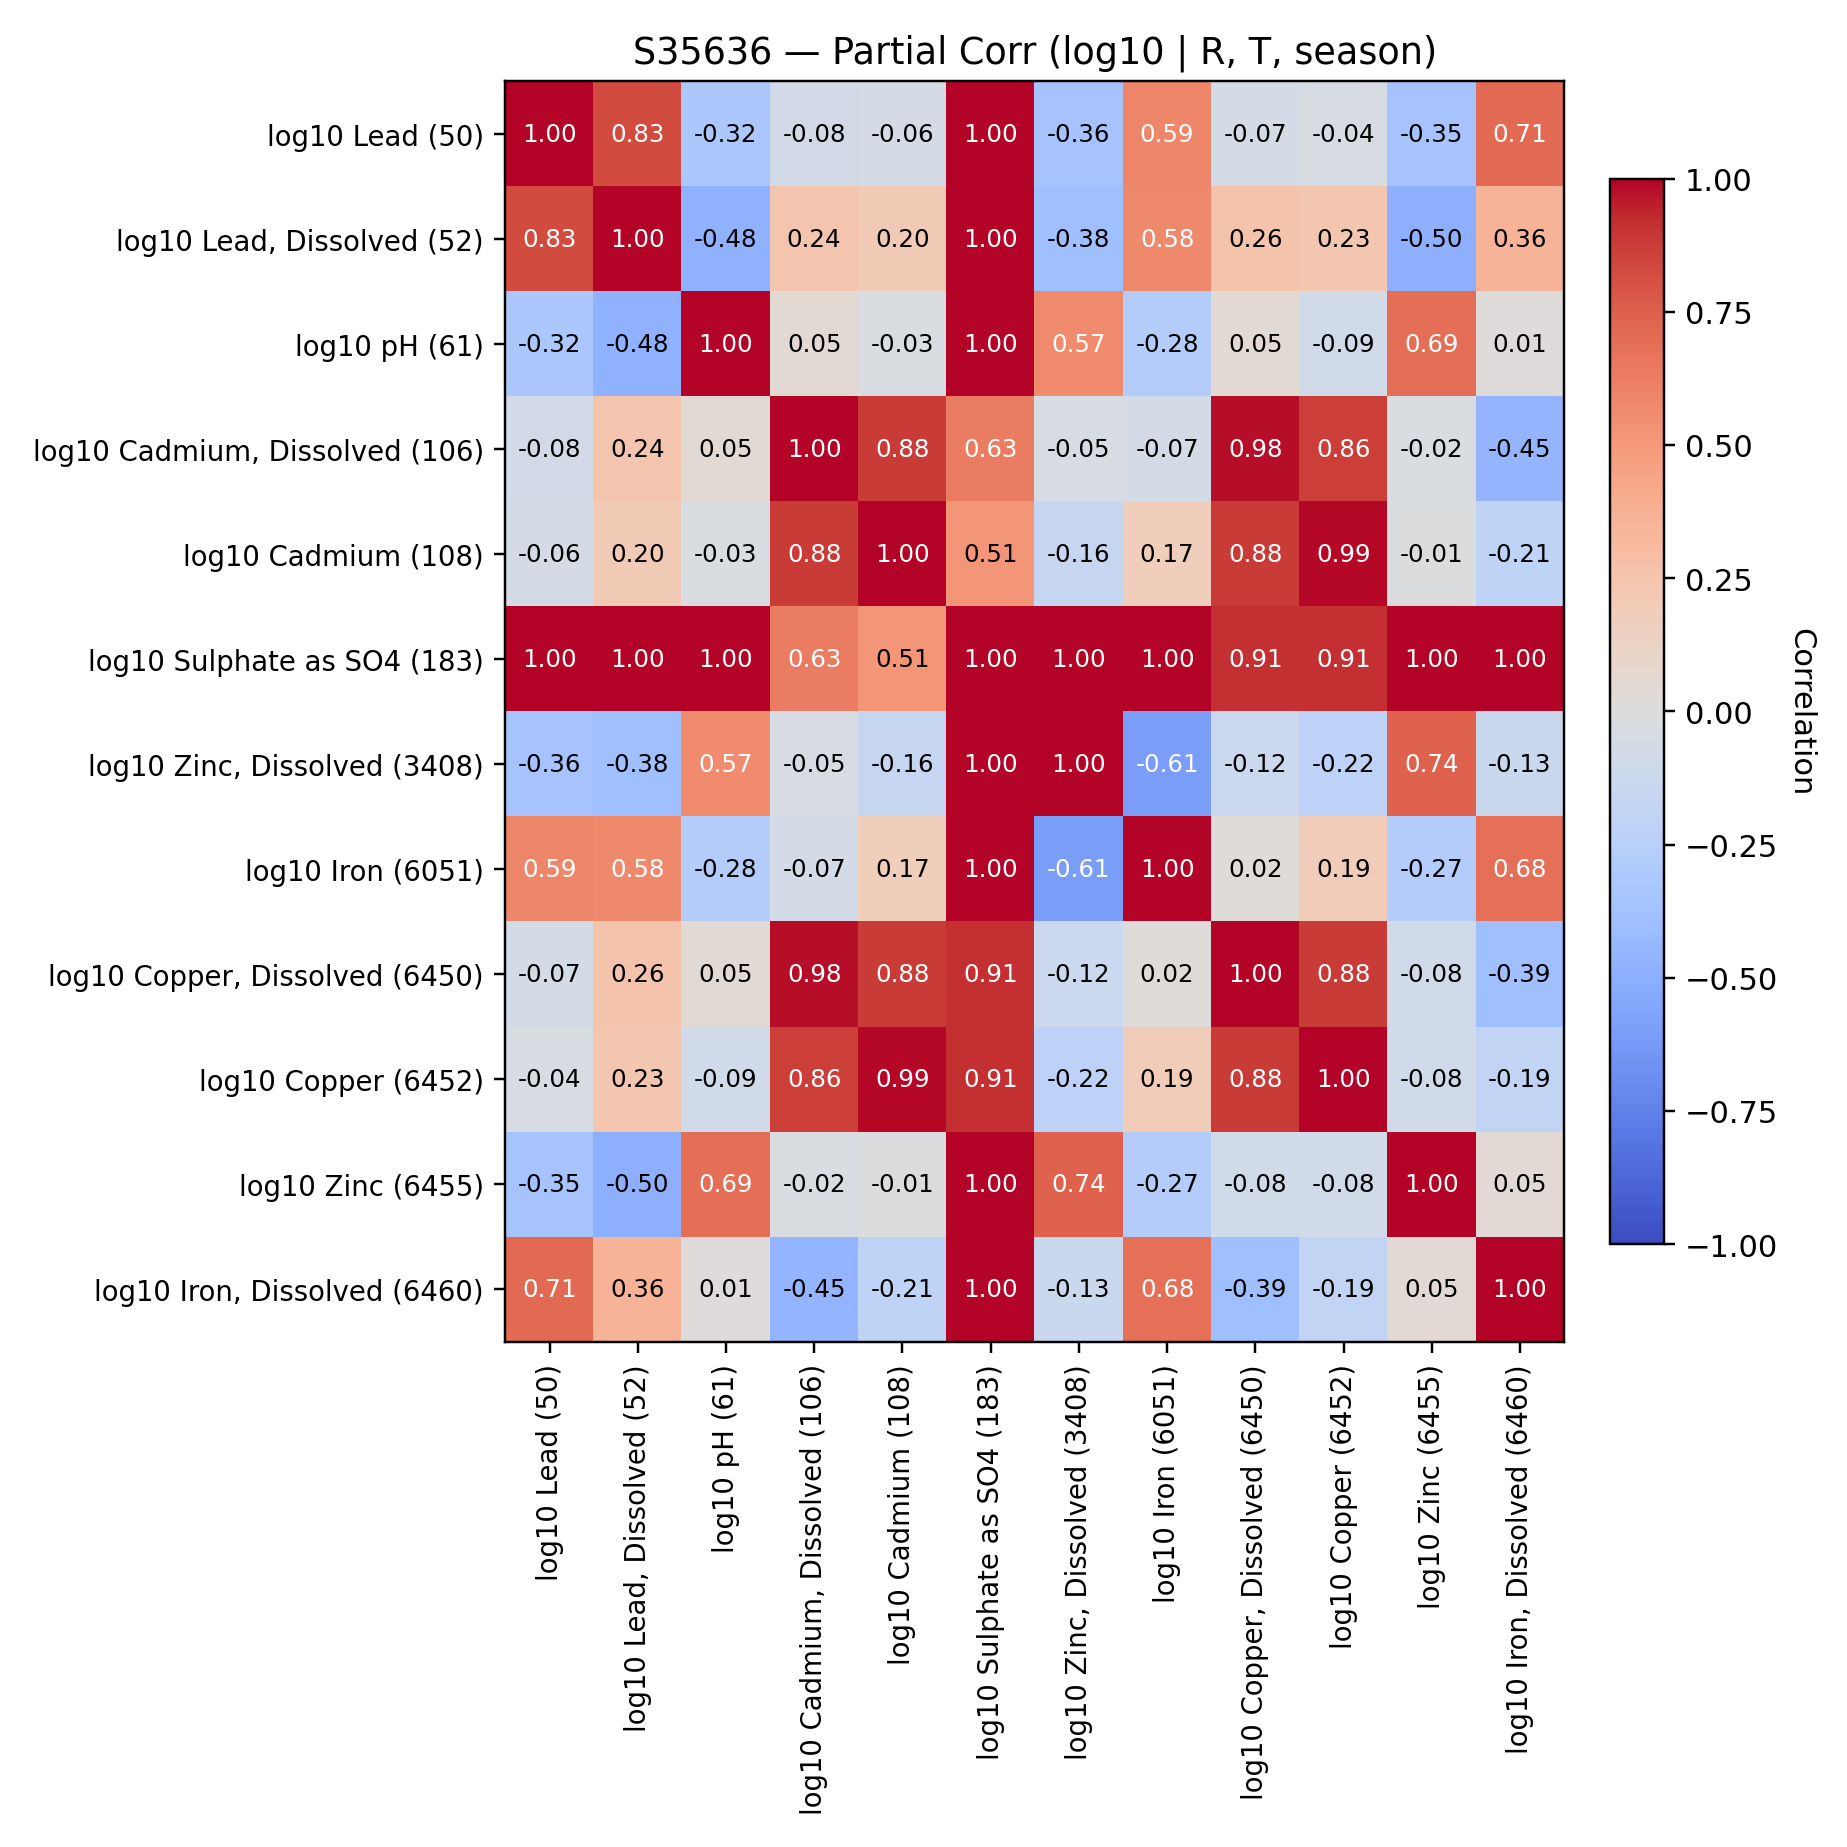 S35636 — Partial Corr (log10 | R, T, season)
log10 Lead (50) 1.00 0.83 -0.32 -0.08 -0.06 1.00 -0.36 0.59 -0.07 -0.04 -0.35 0.71
log10 Lead, Dissolved (52) 0.83 1.00 -0.48 0.24 0.20 1.00 -0.38 0.58 0.26 0.23 -0.50 0.36
log10 pH (61) -0.32 -0.48 1.00 0.05 -0.03 1.00 0.57 -0.28 0.05 -0.09 0.69 0.01
log10 Cadmium, Dissolved (106) -0.08 0.24 0.05 1.00 0.88 0.63 -0.05 -0.07 0.98 0.86 -0.02 -0.45
log10 Cadmium (108) -0.06 0.20 -0.03 0.88 1.00 0.51 -0.16 0.17 0.88 0.99 -0.01 -0.21
log10 Sulphate as SO4 (183) 1.00 1.00 1.00 0.63 0.51 1.00 1.00 1.00 0.91 0.91 1.00 1.00
log10 Zinc, Dissolved (3408) -0.36 -0.38 0.57 -0.05 -0.16 1.00 1.00 -0.61 -0.12 -0.22 0.74 -0.13
log10 Iron (6051) 0.59 0.58 -0.28 -0.07 0.17 1.00 -0.61 1.00 0.02 0.19 -0.27 0.68
log10 Copper, Dissolved (6450) -0.07 0.26 0.05 0.98 0.88 0.91 -0.12 0.02 1.00 0.88 -0.08 -0.39
log10 Copper (6452) -0.04 0.23 -0.09 0.86 0.99 0.91 -0.22 0.19 0.88 1.00 -0.08 -0.19
log10 Zinc (6455) -0.35 -0.50 0.69 -0.02 -0.01 1.00 0.74 -0.27 -0.08 -0.08 1.00 0.05
log10 Iron, Dissolved (6460) 0.71 0.36 0.01 -0.45 -0.21 1.00 -0.13 0.68 -0.39 -0.19 0.05 1.00
log10 Lead (50)
log10 Lead, Dissolved (52)
log10 pH (61)
log10 Cadmium, Dissolved (106)
log10 Cadmium (108)
log10 Sulphate as SO4 (183)
log10 Zinc, Dissolved (3408)
log10 Iron (6051)
log10 Copper, Dissolved (6450)
log10 Copper (6452)
log10 Zinc (6455)
log10 Iron, Dissolved (6460)
1.00
0.75
0.50
0.25
0.00
−0.25
−0.50
−0.75
−1.00
Correlation